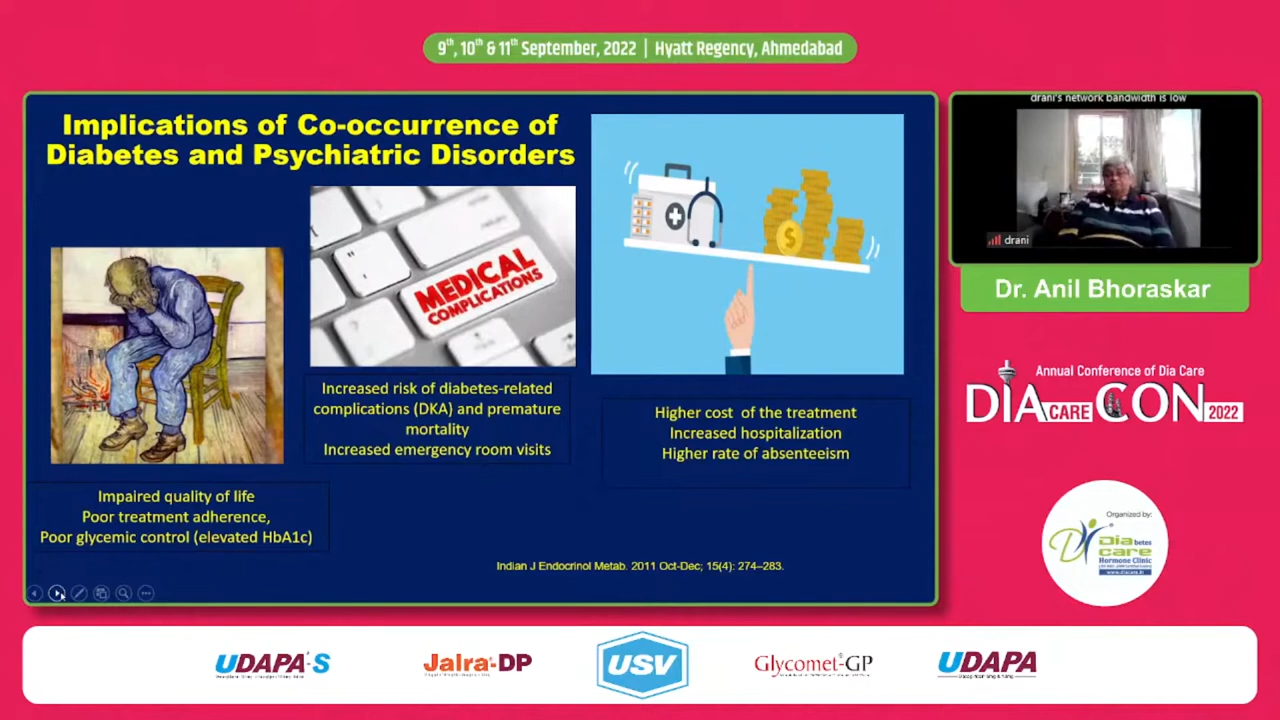 9th, 10th & 11th September, 2022 | Hyatt Regency, Ahmedabad
Implications of Co-occurrence of
Diabetes and Psychiatric Disorders
MEDICAL
COMPLICATIONS
$
Increased risk of diabetes-related
complications (DKA) and premature
mortality
Increased emergency room visits
Higher cost of the treatment
Increased hospitalization
Higher rate of absenteeism
Impaired quality of life
Poor treatment adherence,
Poor glycemic control (elevated HbA1c)
Indian J Endocrinol Metab. 2011 Oct-Dec; 15(4): 274–283.
drani's network bandwidth is low
drani
Dr. Anil Bhoraskar
Annual Conference of Dia Care
DIA CARE CON 2022
Organized by:
Diabetes
care
Hormone Clinic
www.diacare.in
UDAPA-S
Jalra-DP
USV
Glycomet®-GP
UDAPA